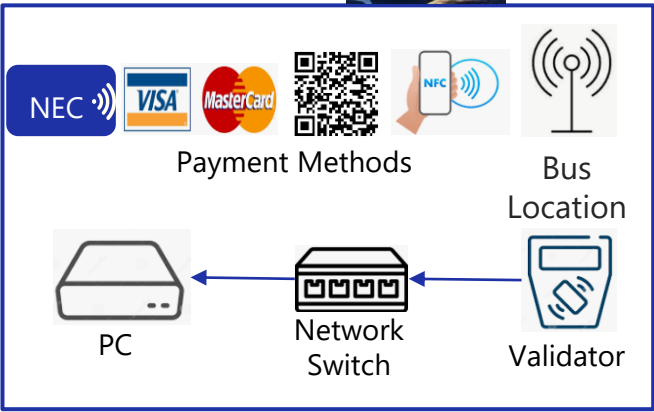 NEC
VISA
MasterCard
NFC
Payment Methods
Bus
Location
PC
Network
Switch
Validator